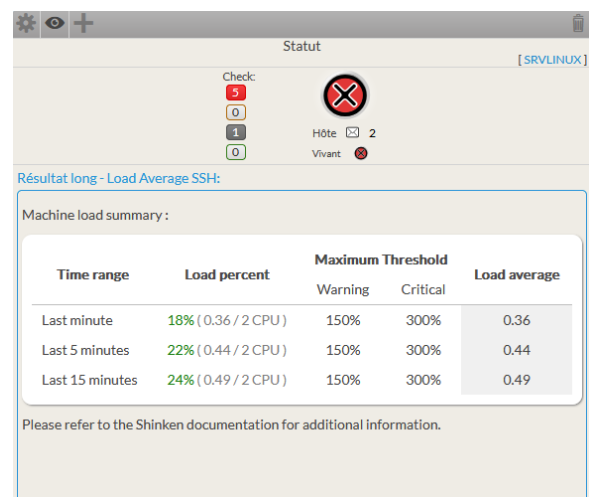 Statut
[ SRVLINUX ]
Check:
5
0
1
0
Hôte 2
Vivant
Résultat long - Load Average SSH:
Machine load summary :
Time range Load percent Maximum Threshold Load average
Warning Critical
Last minute 18% ( 0.36 / 2 CPU ) 150% 300% 0.36
Last 5 minutes 22% ( 0.44 / 2 CPU ) 150% 300% 0.44
Last 15 minutes 24% ( 0.49 / 2 CPU ) 150% 300% 0.49
Please refer to the Shinken documentation for additional information.